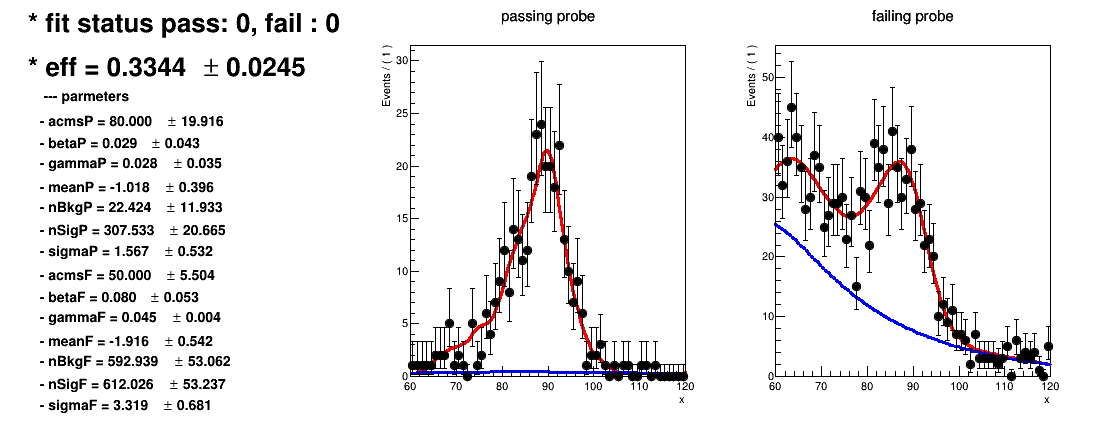 * fit status pass: 0, fail : 0
* eff = 0.3344 ± 0.0245
--- parmeters
- acmsP = 80.000 ± 19.916
- betaP = 0.029 ± 0.043
- gammaP = 0.028 ± 0.035
- meanP = -1.018 ± 0.396
- nBkgP = 22.424 ± 11.933
- nSigP = 307.533 ± 20.665
- sigmaP = 1.567 ± 0.532
- acmsF = 50.000 ± 5.504
- betaF = 0.080 ± 0.053
- gammaF = 0.045 ± 0.004
- meanF = -1.916 ± 0.542
- nBkgF = 592.939 ± 53.062
- nSigF = 612.026 ± 53.237
- sigmaF = 3.319 ± 0.681
passing probe
Events / ( 1 )
30
25
20
15
10
5
0
60 70 80 90 100 110 120
x
failing probe
Events / ( 1 )
50
40
30
20
10
0
60 70 80 90 100 110 120
x